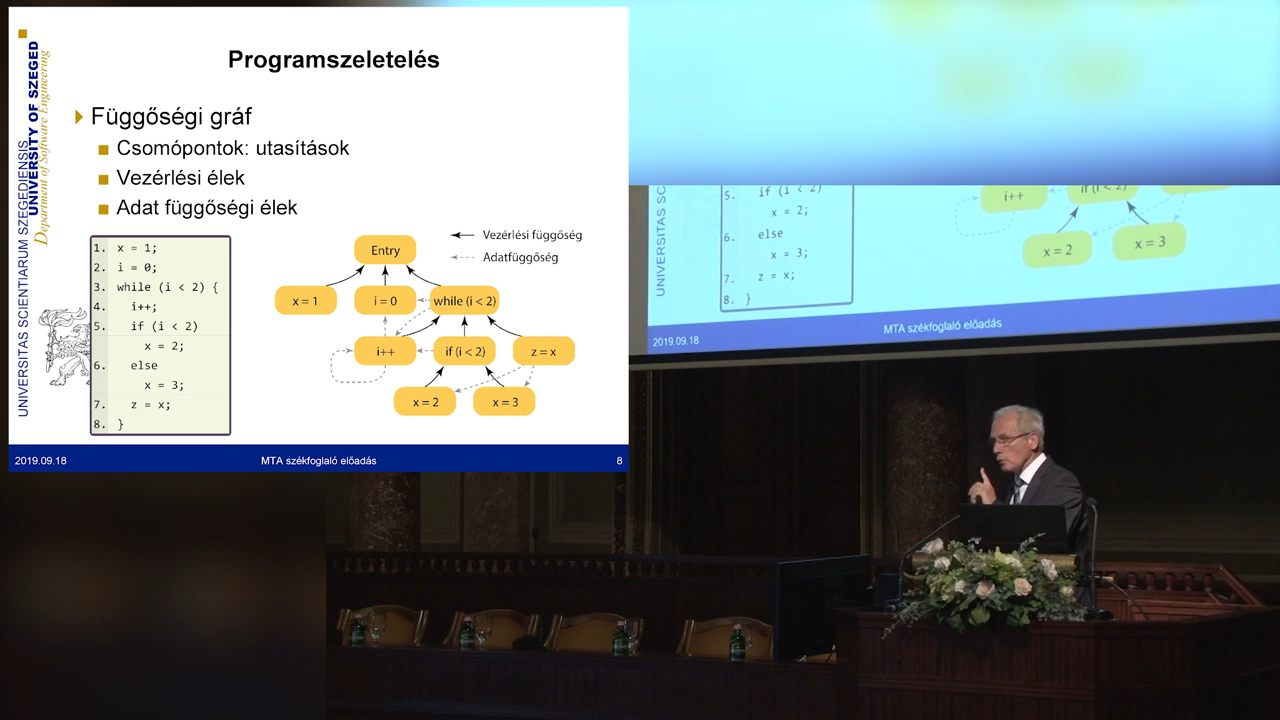 UNIVERSITAS SCIENTIARUM SZEGEDIENSIS
UNIVERSITY OF SZEGED
Department of Software Engineering
Programszeletelés
Függőségi gráf
Csomópontok: utasítások
Vezérlési élek
Adat függőségi élek
1. x = 1;
2. i = 0;
3. while (i < 2) {
4. i++;
5. if (i < 2)
x = 2;
6. else
x = 3;
7. z = x;
8. }
Vezérlési függőség
Adatfüggőség
Entry
x = 1
i = 0
while (i < 2)
i++
if (i < 2)
z = x
x = 2
x = 3
2019.09.18
MTA székfoglaló előadás
8
5. if (i < 2)
x = 2;
6. else
x = 3;
7. z = x;
8. }
i++
if (i < 2)
x = 2
x = 3
2019.09.18
MTA székfoglaló előadás